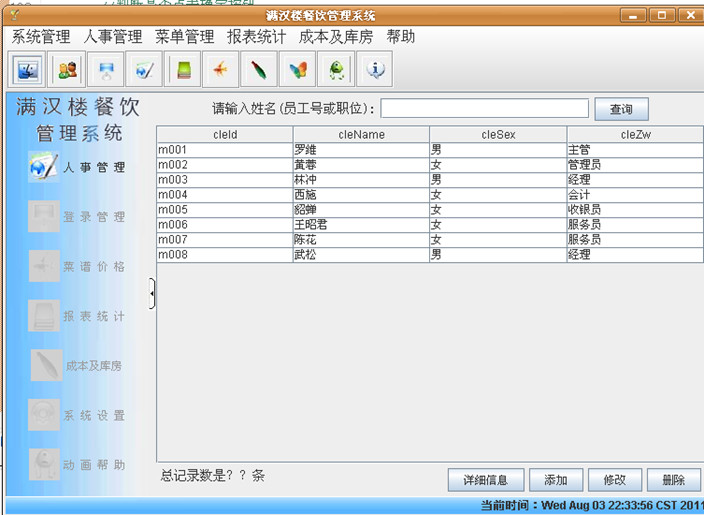 满汉楼餐饮管理系统
系统管理 人事管理 菜单管理 报表统计 成本及库房 帮助
满汉楼餐饮
管理系统
人事管理
登录管理
菜谱价格
报表统计
成本及库房
系统设置
动画帮助
请输入姓名(员工号或职位): 查询
cleId cleName cleSex cleZw
m001 罗维 男 主管
m002 黄蓉 女 管理员
m003 林冲 男 经理
m004 西施 女 会计
m005 貂蝉 女 收银员
m006 王昭君 女 服务员
m007 陈花 女 服务员
m008 武松 男 经理
总记录数是？？条 详细信息 添加 修改 删除
当前时间：Wed Aug 03 22:33:56 CST 2011